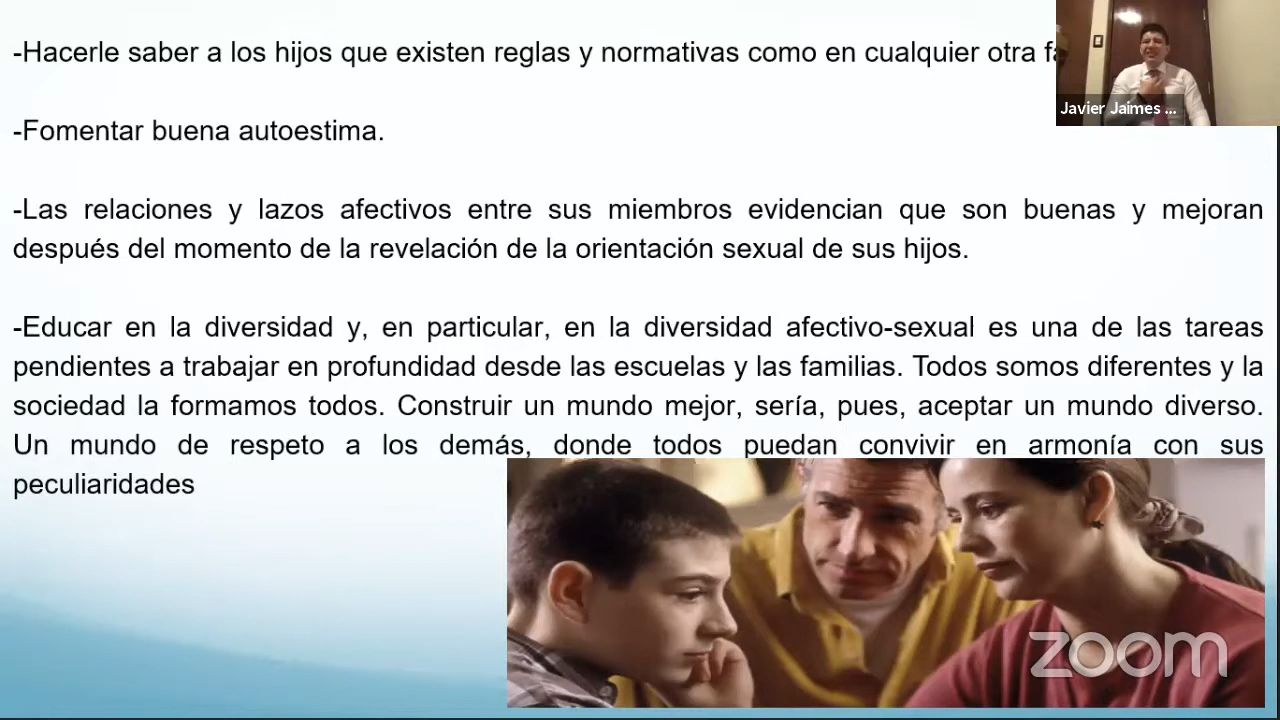 -Hacerle saber a los hijos que existen reglas y normativas como en cualquier otra
Javier Jaimes ...
-Fomentar buena autoestima.
-Las relaciones y lazos afectivos entre sus miembros evidencian que son buenas y mejoran
después del momento de la revelación de la orientación sexual de sus hijos.
-Educar en la diversidad y, en particular, en la diversidad afectivo-sexual es una de las tareas
pendientes a trabajar en profundidad desde las escuelas y las familias. Todos somos diferentes y la
sociedad la formamos todos. Construir un mundo mejor, sería, pues, aceptar un mundo diverso.
Un mundo de respeto a los demás, donde todos puedan convivir en armonía con sus
peculiaridades
zoom